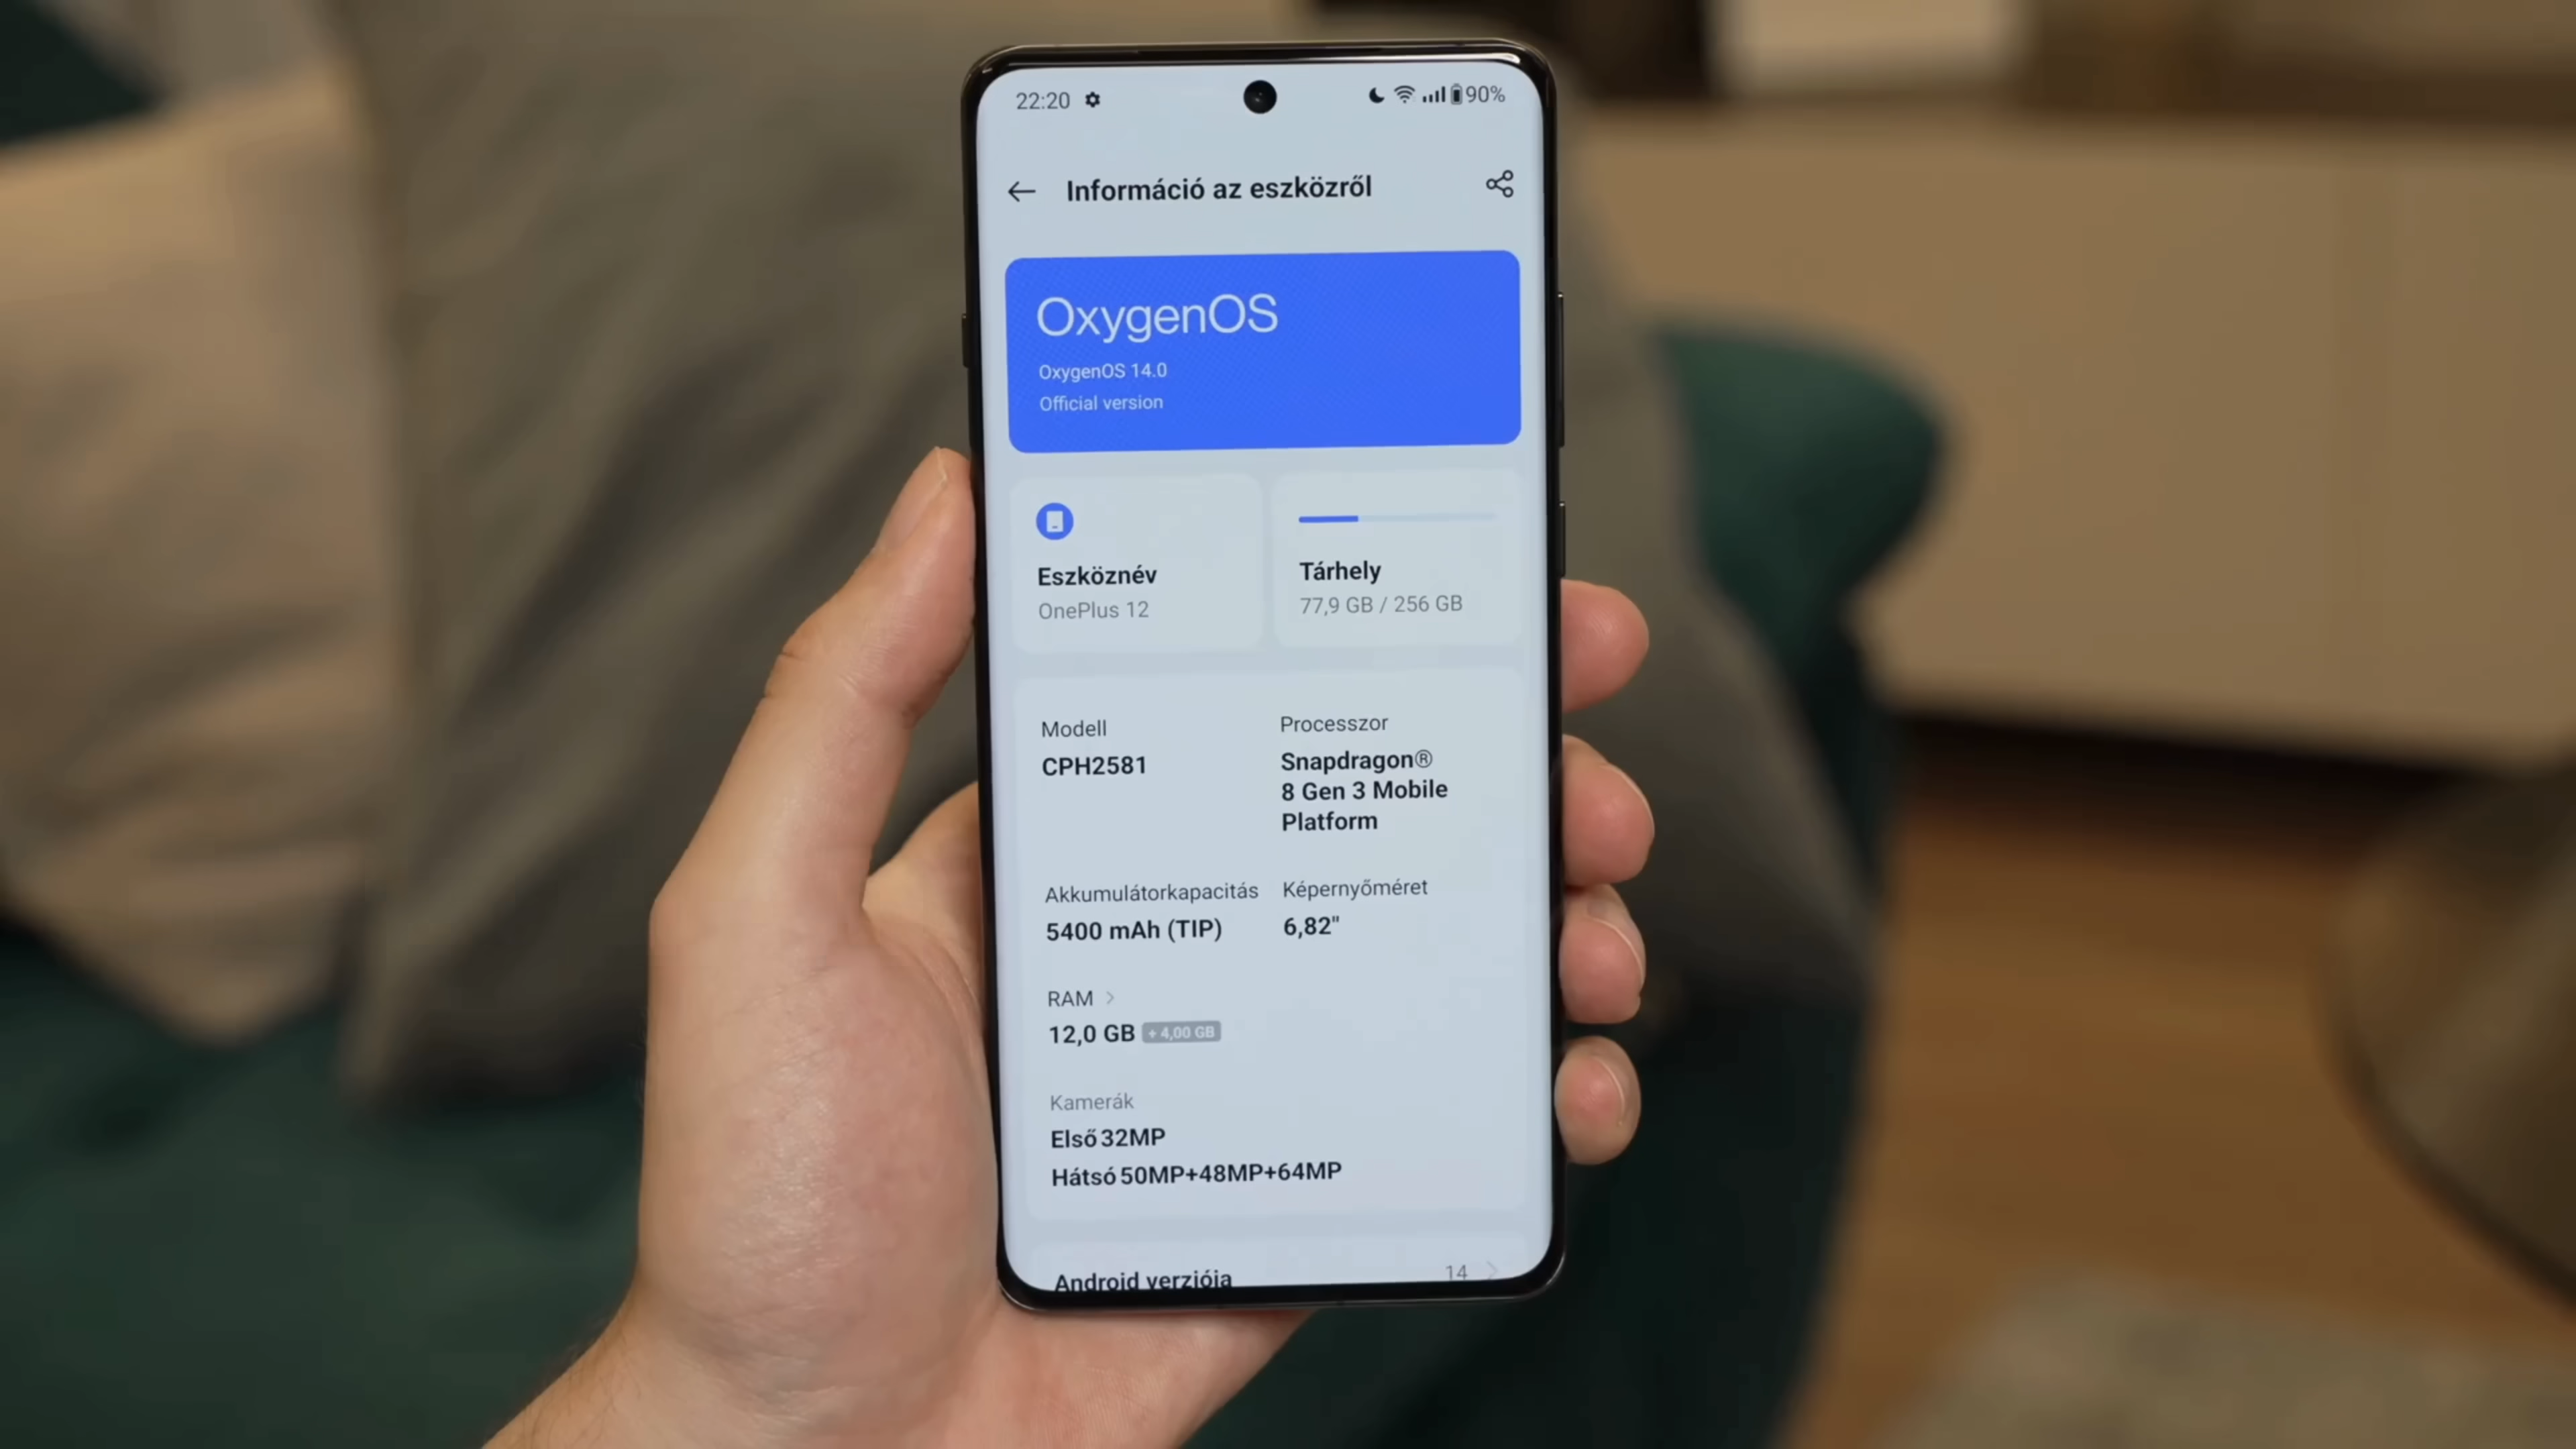 22:20
90%
Információ az eszközről
OxygenOS
OxygenOS 14.0
Official version
Eszköznév
OnePlus 12
Tárhely
77,9 GB / 256 GB
Modell
CPH2581
Processzor
Snapdragon®
8 Gen 3 Mobile
Platform
Akkumulátorkapacitás
5400 mAh (TIP)
Képernyőméret
6,82"
RAM
12,0 GB + 4,00 GB
Kamerák
Első 32MP
Hátsó 50MP+48MP+64MP
Android verziója 14